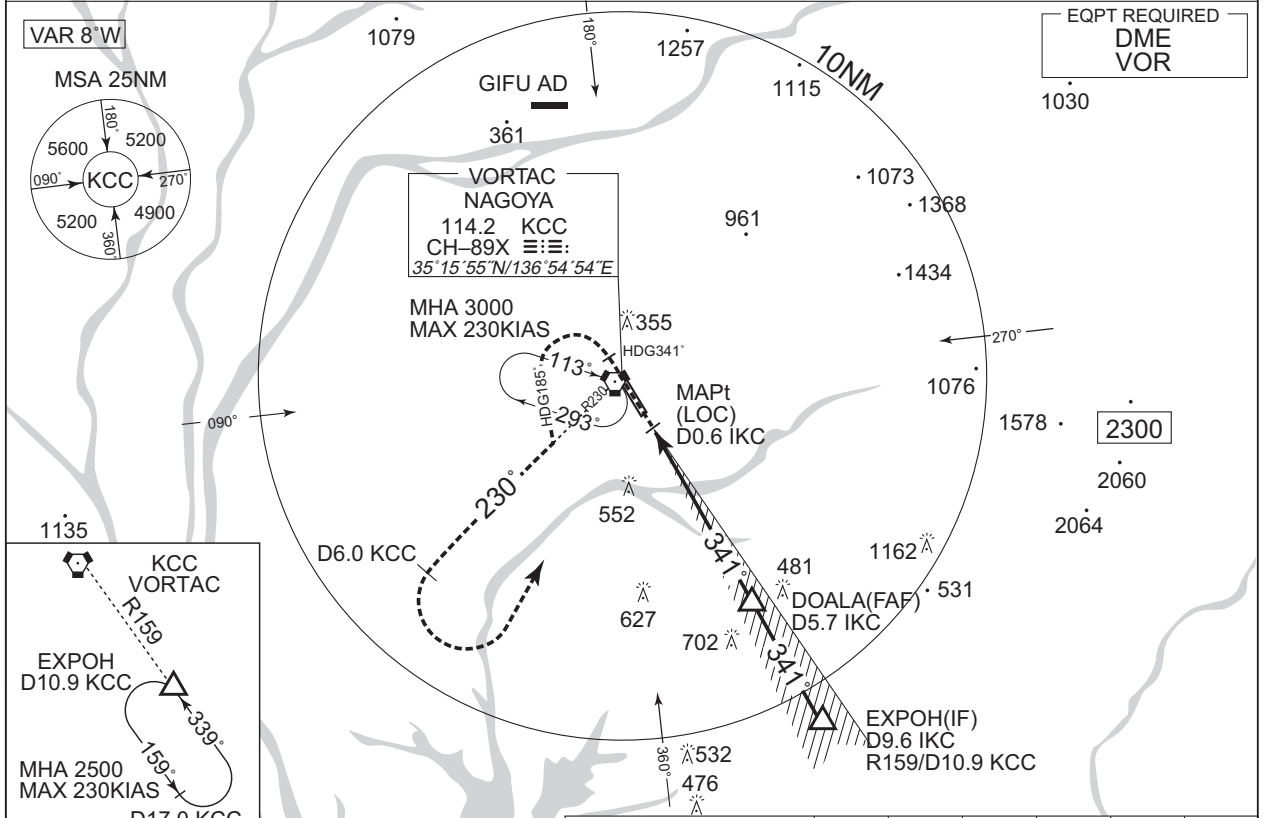 VAR 8°W
MSA 25NM
180°
5600
5200
090°
KCC
270°
5200
4900
360°
1079
180°
1257
10NM
1115
EQPT REQUIRED
DME
VOR
1030
GIFU AD
361
VORTAC
NAGOYA
114.2 KCC
CH–89X
35°15´55˝N/136°54´54˝E
961
1073
1368
1434
MHA 3000
MAX 230KIAS
355
HDG341°
270°
113°
HDG185°
R230
293°
MAPt
(LOC)
D0.6 IKC
1076
1578
2300
090°
230°
2060
552
2064
1135
D6.0 KCC
341°
1162
481
531
DOALA(FAF)
D5.7 IKC
627
702
341°
KCC
VORTAC
R159
EXPOH
D10.9 KCC
339°
159°
MHA 2500
MAX 230KIAS
D17.0 KCC
EXPOH(IF)
D9.6 IKC
R159/D10.9 KCC
360°
532
476